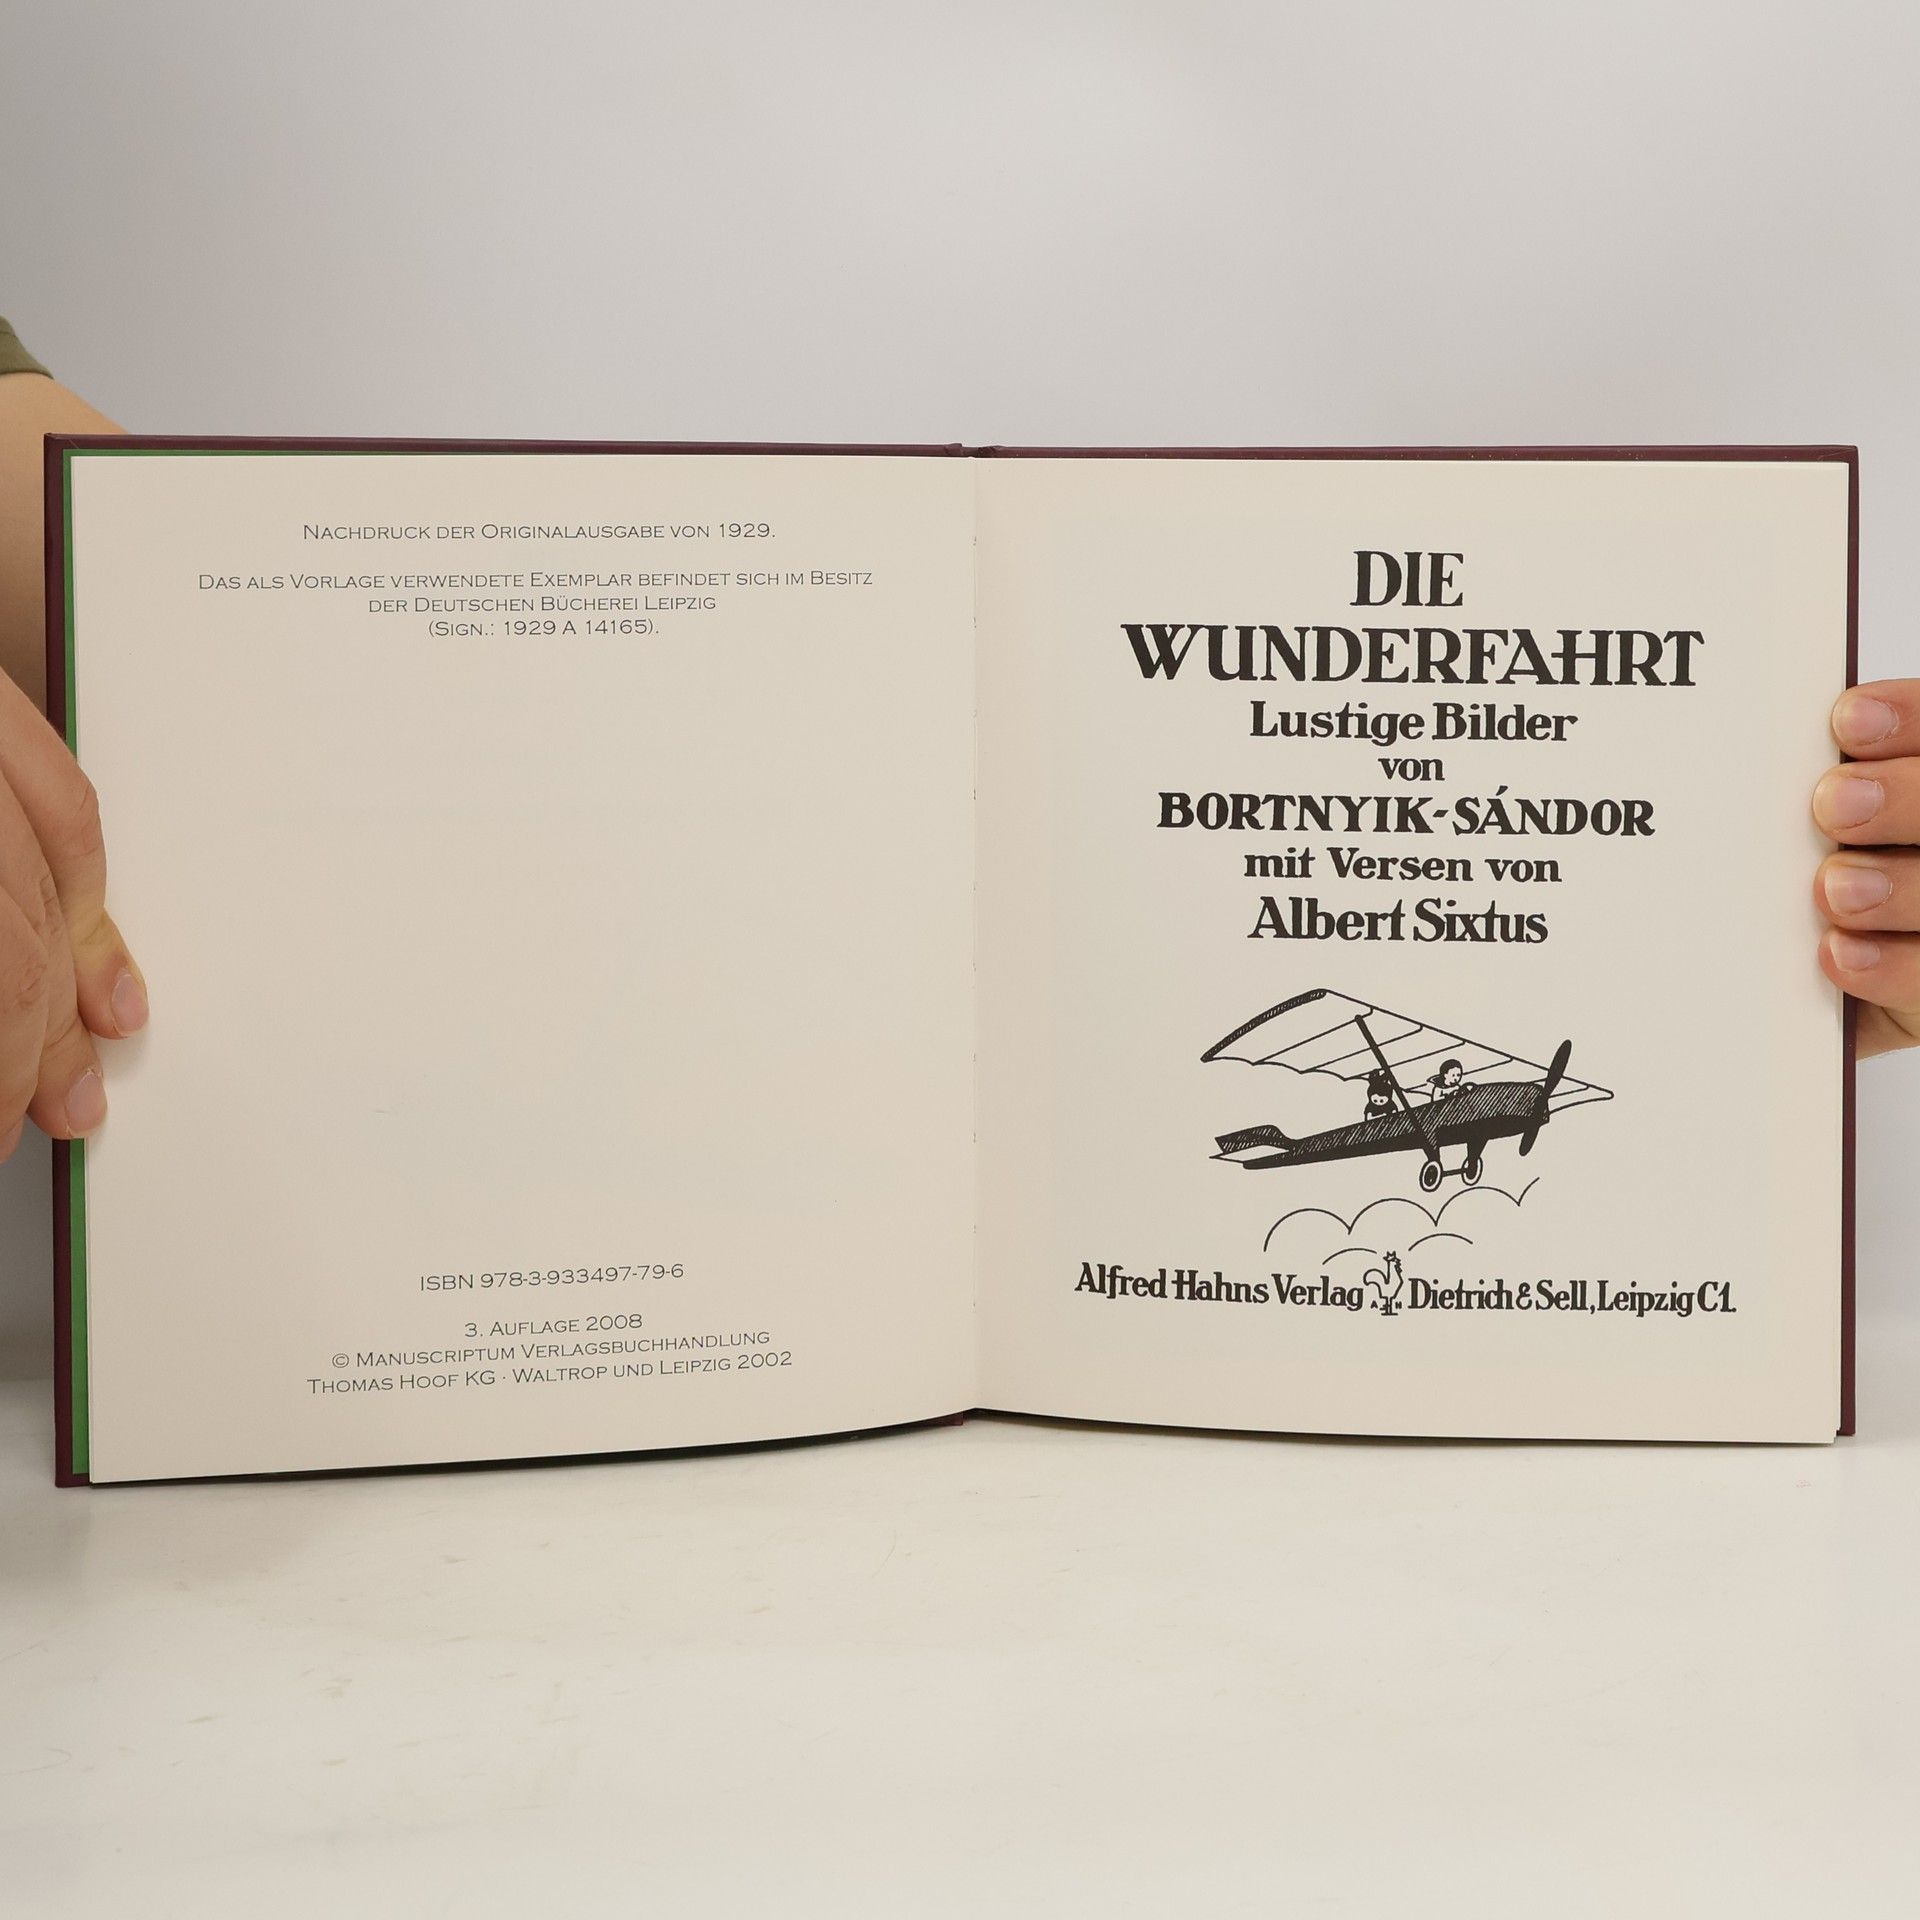 NACHDRUCK DER ORIGINALAUSGABE VON 1929.
DAS ALS VORLAGE VERWENDETE EXEMPLAR BEFINDET SICH IM BESITZ
DER DEUTSCHEN BÜCHEREI LEIPZIG
(SIGN.: 1929 A 14165).
ISBN 978-3-933497-79-6
3. AUFLAGE 2008
© MANUSCRIPTUM VERLAGSBUCHHANDLUNG
THOMAS HOOF KG · WALTROP UND LEIPZIG 2002
DIE
WUNDERFAHRT
Lustige Bilder
von
BORTNYIK-SÁNDOR
mit Versen von
Albert Sixtus
Alfred Hahns Verlag A H Dietrich & Sell, Leipzig C1.